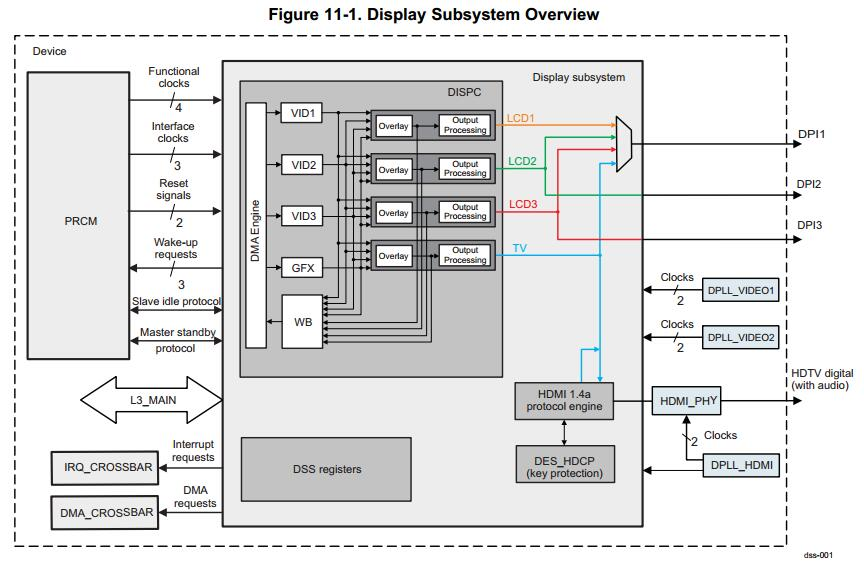 Figure 11-1. Display Subsystem Overview
Device
PRCM
Functional
clocks
4
Interface
clocks
3
Reset
signals
2
Wake-up
requests
3
Slave idle protocol
Master standby
protocol
L3_MAIN
Interrupt
requests
IRQ_CROSSBAR
DMA
requests
DMA_CROSSBAR
Display subsystem
DISPC
DMA Engine
VID1
VID2
VID3
GFX
WB
Overlay
Output
Processing
Overlay
Output
Processing
Overlay
Output
Processing
Overlay
Output
Processing
LCD1
LCD2
LCD3
TV
DPI1
DPI2
DPI3
Clocks
2
DPLL_VIDEO1
Clocks
2
DPLL_VIDEO2
HDMI 1.4a
protocol engine
HDMI_PHY
HDTV digital
(with audio)
2
Clocks
DPLL_HDMI
DES_HDCP
(key protection)
DSS registers
dss-001